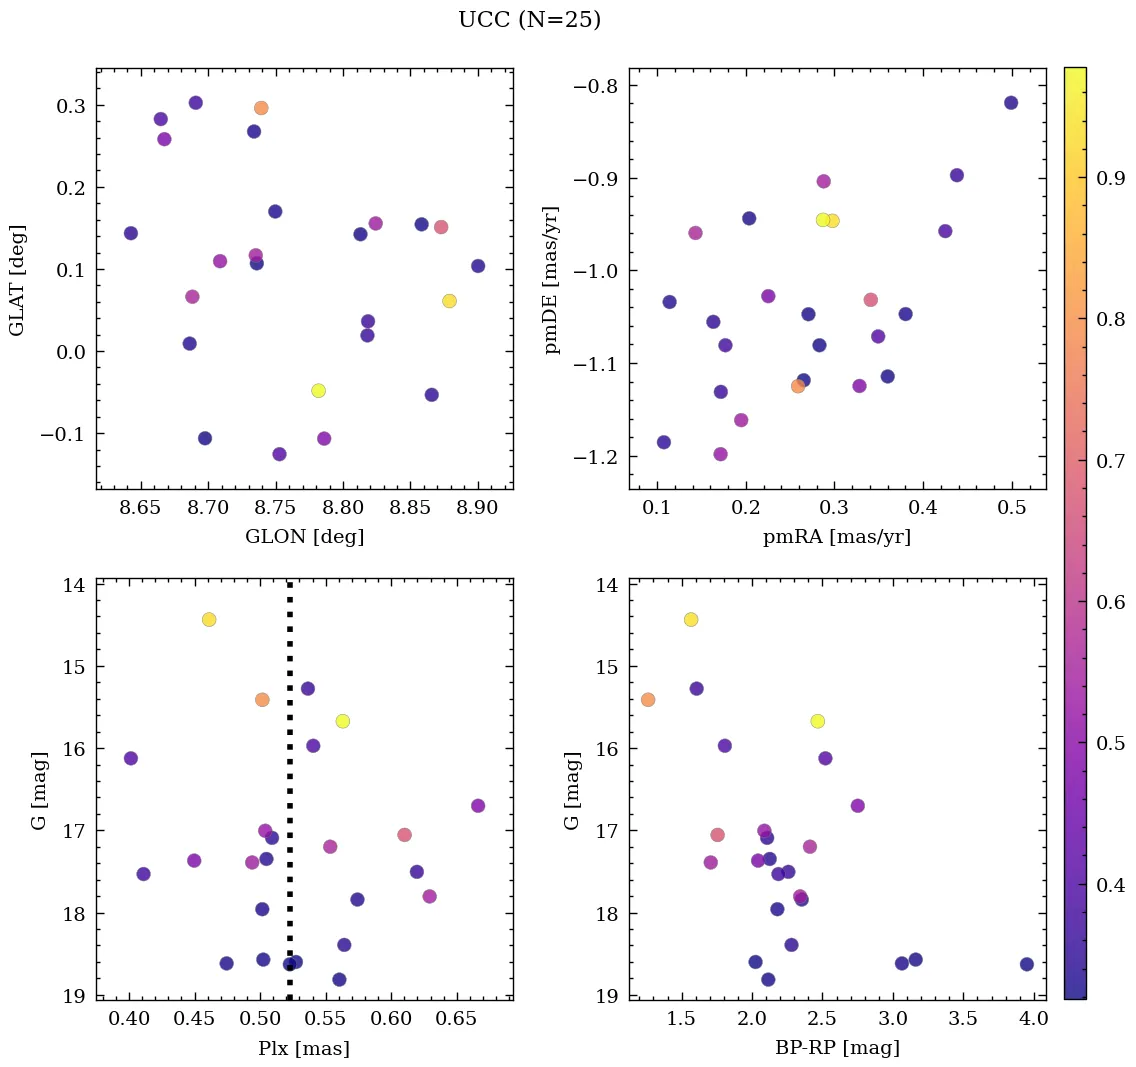 UCC (N=25)
0.3
0.2
0.1
0.0
−0.1
GLAT [deg]
8.65 8.70 8.75 8.80 8.85 8.90
GLON [deg]
−0.8
−0.9
−1.0
−1.1
−1.2
pmDE [mas/yr]
0.1 0.2 0.3 0.4 0.5
pmRA [mas/yr]
14
15
16
17
18
19
G [mag]
0.40 0.45 0.50 0.55 0.60 0.65
Plx [mas]
14
15
16
17
18
19
G [mag]
1.5 2.0 2.5 3.0 3.5 4.0
BP-RP [mag]
0.9
0.8
0.7
0.6
0.5
0.4